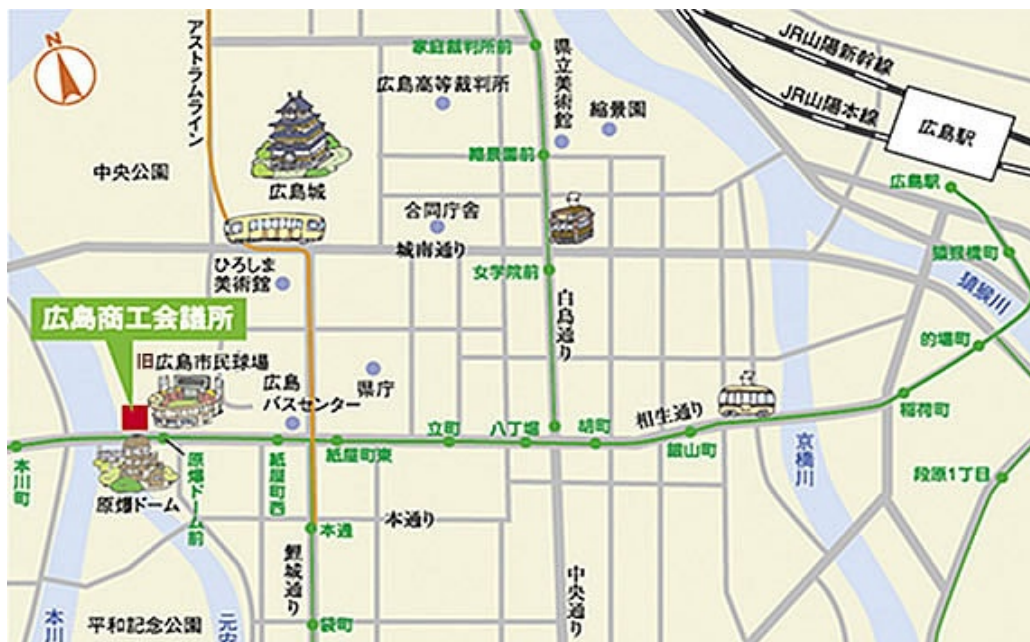 N
アストラムライン
家庭裁判所前
広島高等裁判所
県立美術館
縮景園
JR山陽新幹線
JR山陽本線
広島駅
中央公園
広島城
縮景園前
広島駅
合同庁舎
城南通り
ひろしま
美術館
女学院前
猿猴橋町
猿猴川
白島通り
広島商工会議所
旧広島市民球場
広島
バスセンター
県庁
的場町
相生通り
稲荷町
立町
八丁堀
胡町
銀山町
京橋川
本川町
原爆ドーム
原爆ドーム前
紙屋町西
紙屋町東
段原1丁目
本通
本通り
鯉城通り
中央通り
袋町
平和記念公園
本川
元安